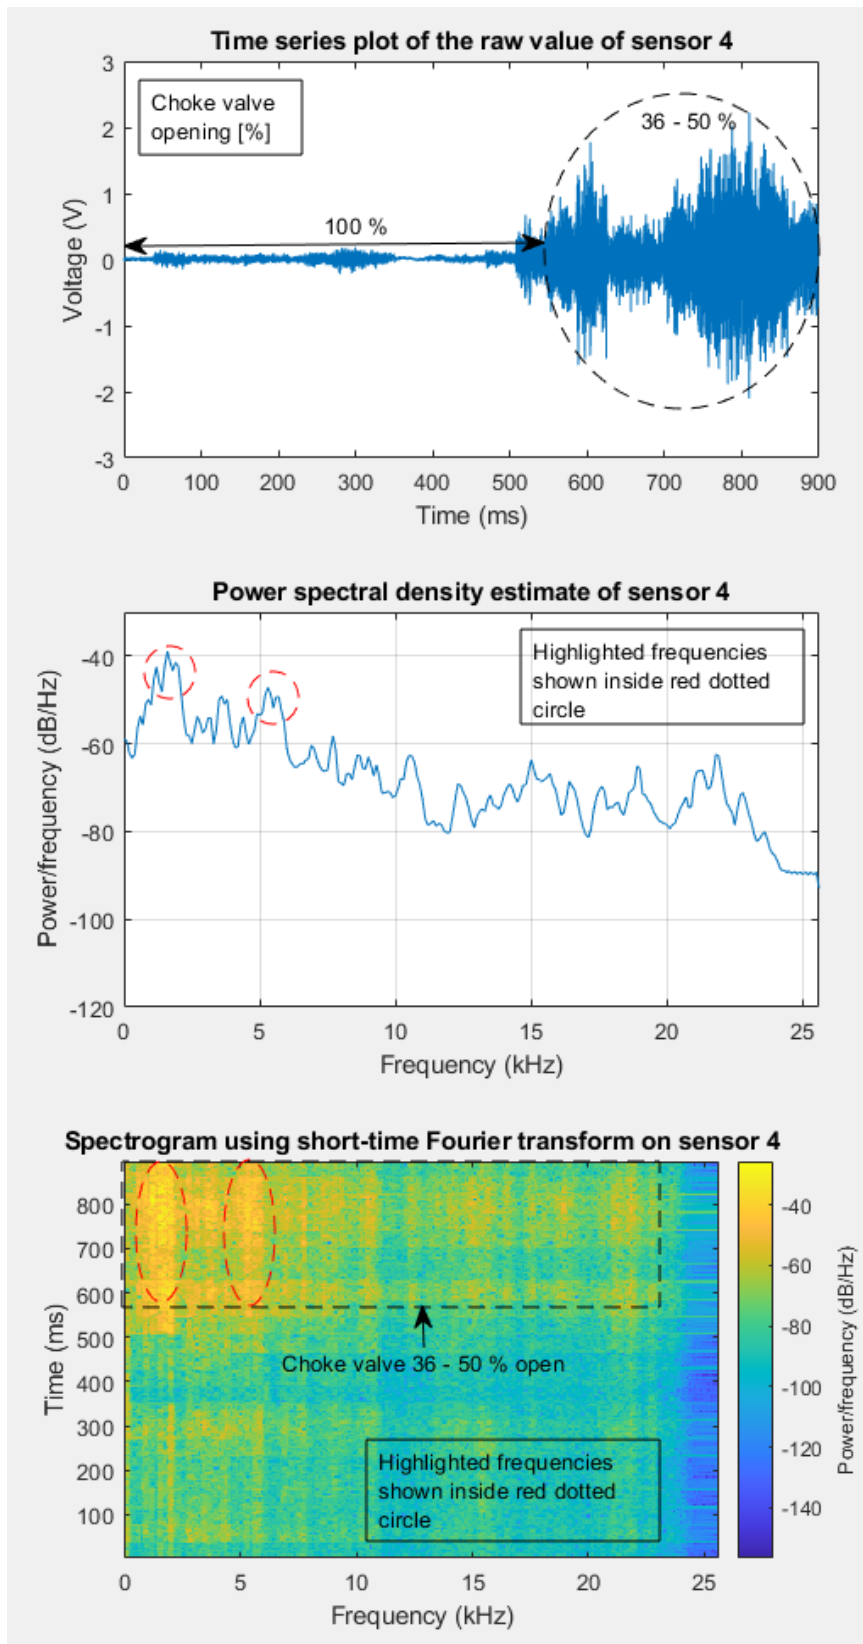 Time series plot of the raw value of sensor 4
3
2
1
0
-1
-2
-3
Voltage (V)
Choke valve
opening [%]
100 %
36 - 50 %
0 100 200 300 400 500 600 700 800 900
Time (ms)
Power spectral density estimate of sensor 4
-40
-60
-80
-100
-120
Power/frequency (dB/Hz)
Highlighted frequencies
shown inside red dotted
circle
0 5 10 15 20 25
Frequency (kHz)
Spectrogram using short-time Fourier transform on sensor 4
800
700
600
500
400
300
200
100
Time (ms)
Choke valve 36 - 50 % open
Highlighted frequencies
shown inside red dotted
circle
0 5 10 15 20 25
Frequency (kHz)
-40
-60
-80
-100
-120
-140
Power/frequency (dB/Hz)